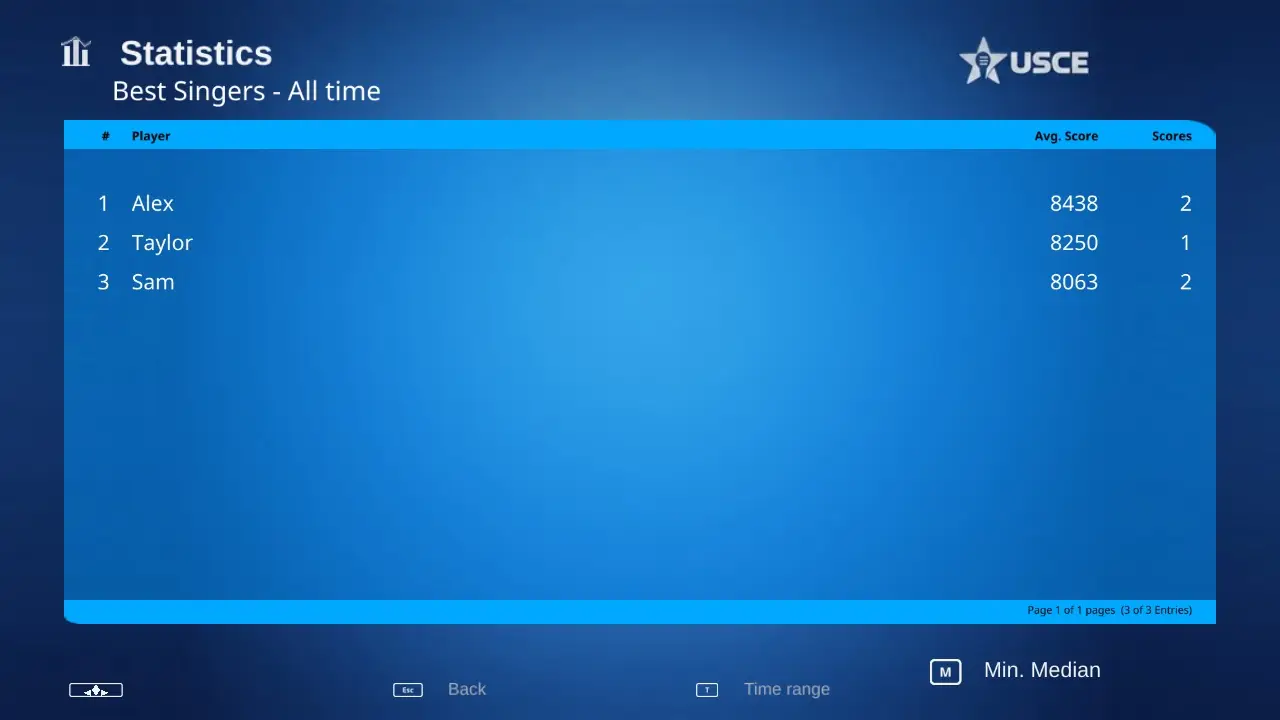 Statistics
USCE
Best Singers - All time
# Player Avg. Score Scores
1 Alex 8438 2
2 Taylor 8250 1
3 Sam 8063 2
Page 1 of 1 pages (3 of 3 Entries)
M Min. Median
Esc Back T Time range